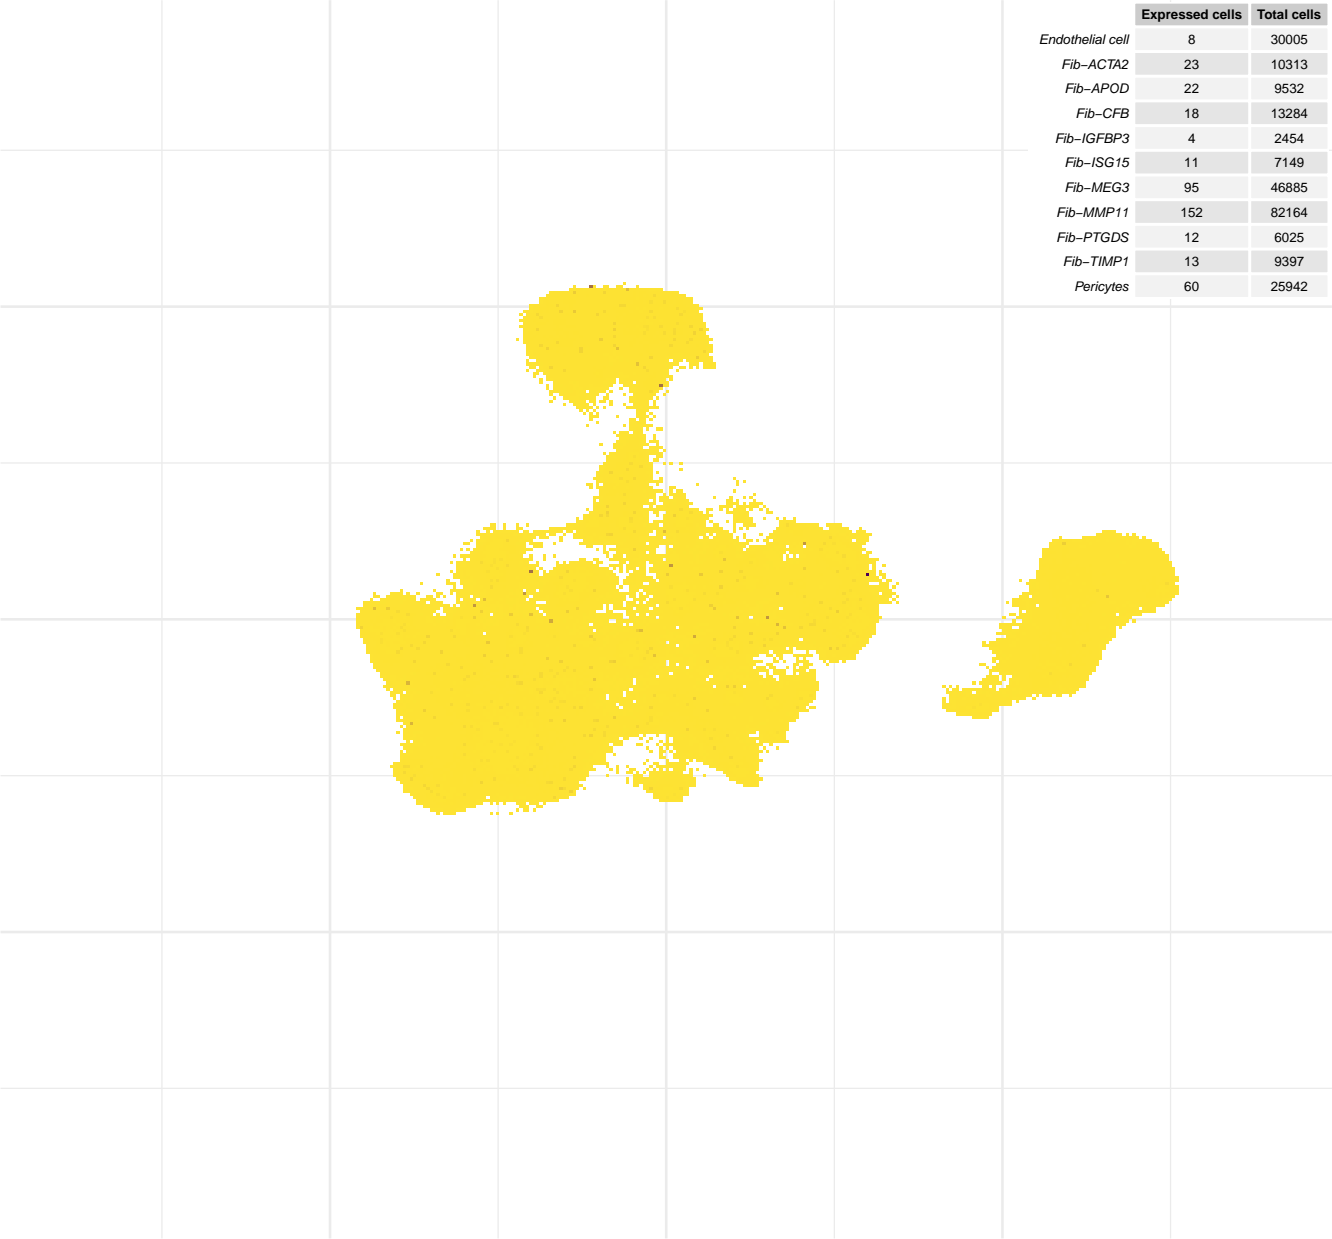 Expressed cells Total cells
Endothelial cell 8 30005
Fib−ACTA2 23 10313
Fib−APOD 22 9532
Fib−CFB 18 13284
Fib−IGFBP3 4 2454
Fib−ISG15 11 7149
Fib−MEG3 95 46885
Fib−MMP11 152 82164
Fib−PTGDS 12 6025
Fib−TIMP1 13 9397
Pericytes 60 25942